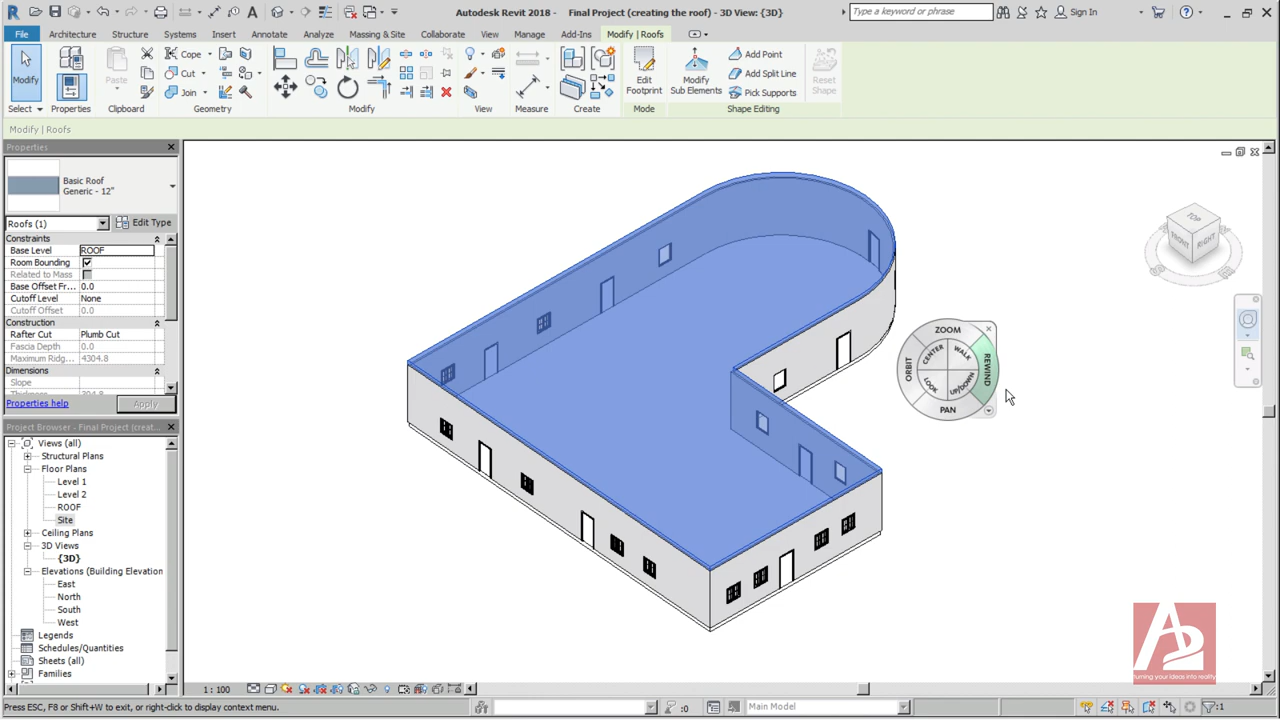 Autodesk Revit 2018 - Final Project (creating the roof) - 3D View: {3D}
Type a keyword or phrase
Sign In
File Architecture Structure Systems Insert Annotate Analyze Massing & Site Collaborate View Manage Add-Ins Modify | Roofs
Modify
Paste
Cope
Cut
Join
Edit Footprint
Modify Sub Elements
Add Point
Add Split Line
Pick Supports
Reset Shape
Select Properties Clipboard Geometry Modify View Measure Create Mode Shape Editing
Modify | Roofs
Properties
Basic Roof
Generic - 12"
Roofs (1) Edit Type
Constraints
Base Level ROOF
Room Bounding
Related to Mass
Base Offset Fr... 0.0
Cutoff Level None
Cutoff Offset 0.0
Construction
Rafter Cut Plumb Cut
Fascia Depth 0.0
Maximum Ridg... 4304.8
Dimensions
Slope
Properties help Apply
Project Browser - Final Project (creat...
Views (all)
Structural Plans
Floor Plans
Level 1
Level 2
ROOF
Site
Ceiling Plans
3D Views
{3D}
Elevations (Building Elevation
East
North
South
West
Legends
Schedules/Quantities
Sheets (all)
Families
TOP
FRONT RIGHT
ZOOM
CENTER WALK
ORBIT REWIND
LOOK UP/DOWN
PAN
AP
turning your ideas into reality
1 : 100
Press ESC, F8 or Shift+W to exit, or right-click to display context menu.
:0
Main Model
:1